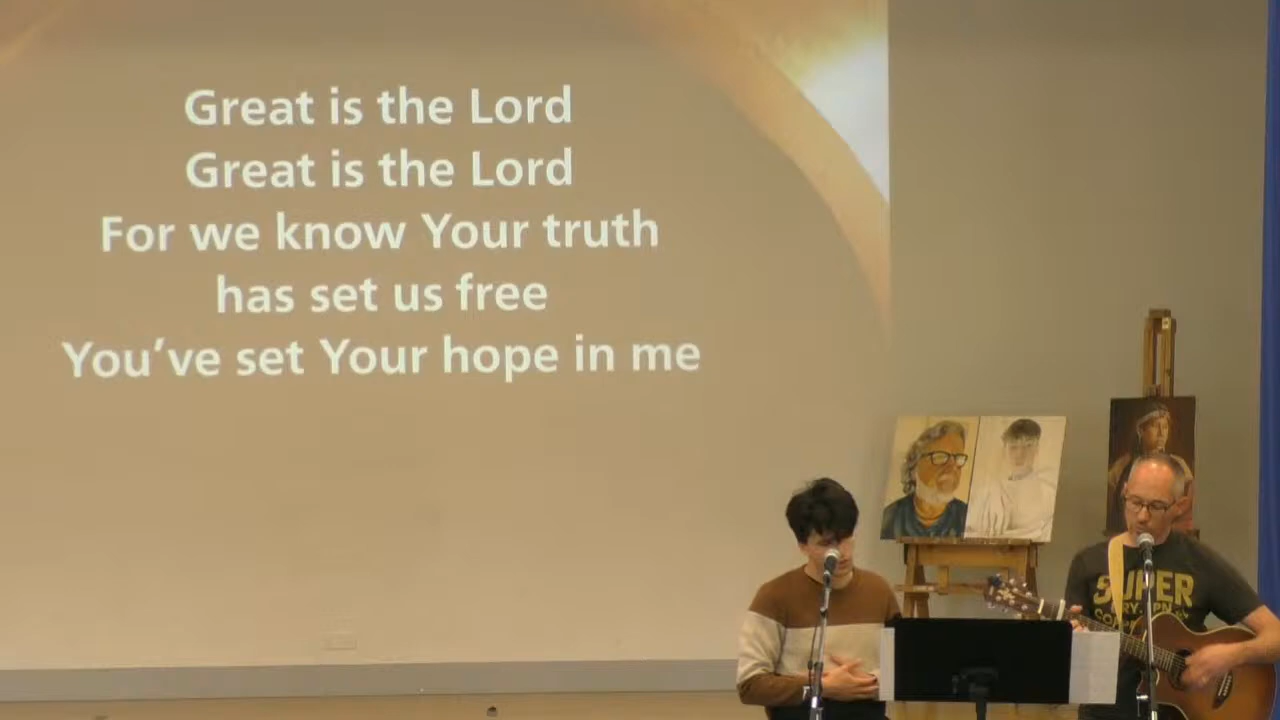 Great is the Lord
Great is the Lord
For we know Your truth
has set us free
You've set Your hope in me
SUPER